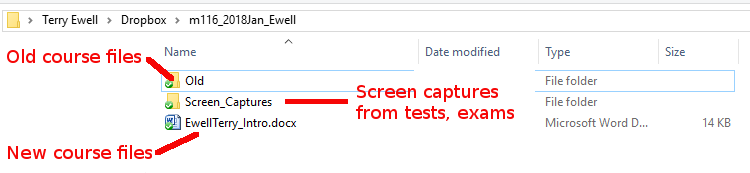 Terry Ewell > Dropbox > m116_2018Jan_Ewell
Name Date modified Type Size
Old course files
Old File folder
Screen_Captures File folder
Screen captures
from tests, exams
EwellTerry_Intro.docx Microsoft Word D... 14 KB
New course files